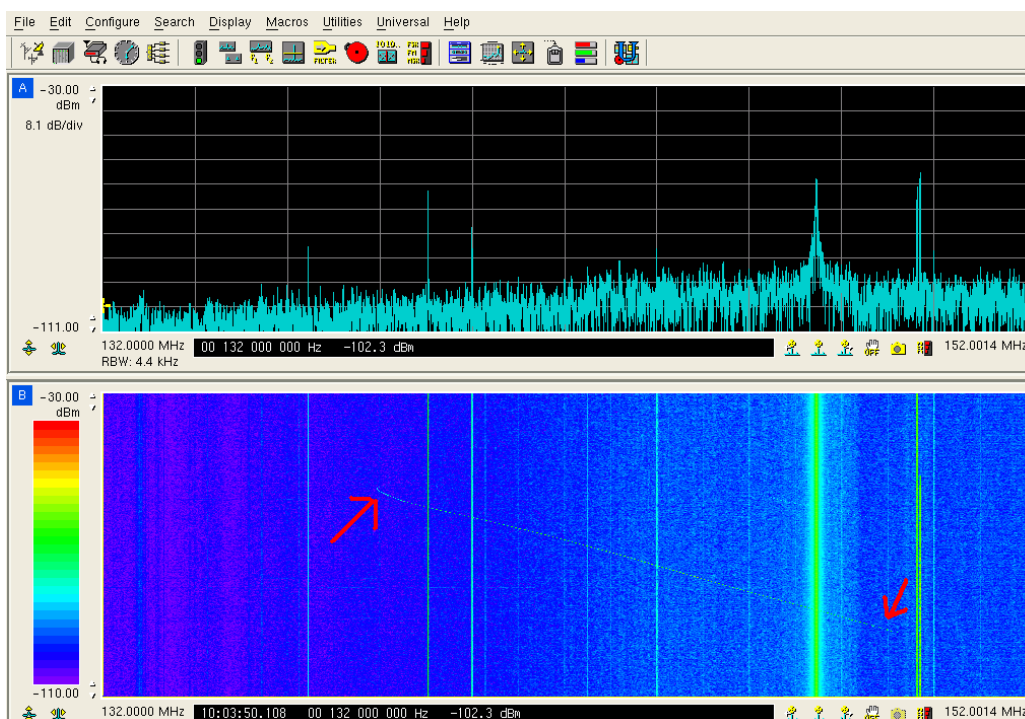 File Edit Configure Search Display Macros Utilities Universal Help
A -30.00
dBm
8.1 dB/div
-111.00
132.0000 MHz 00 132 000 000 Hz -102.3 dBm 152.0014 MHz
RBW: 4.4 kHz
B -30.00
dBm
-110.00
132.0000 MHz 10:03:50.108 00 132 000 000 Hz -102.3 dBm 152.0014 MHz